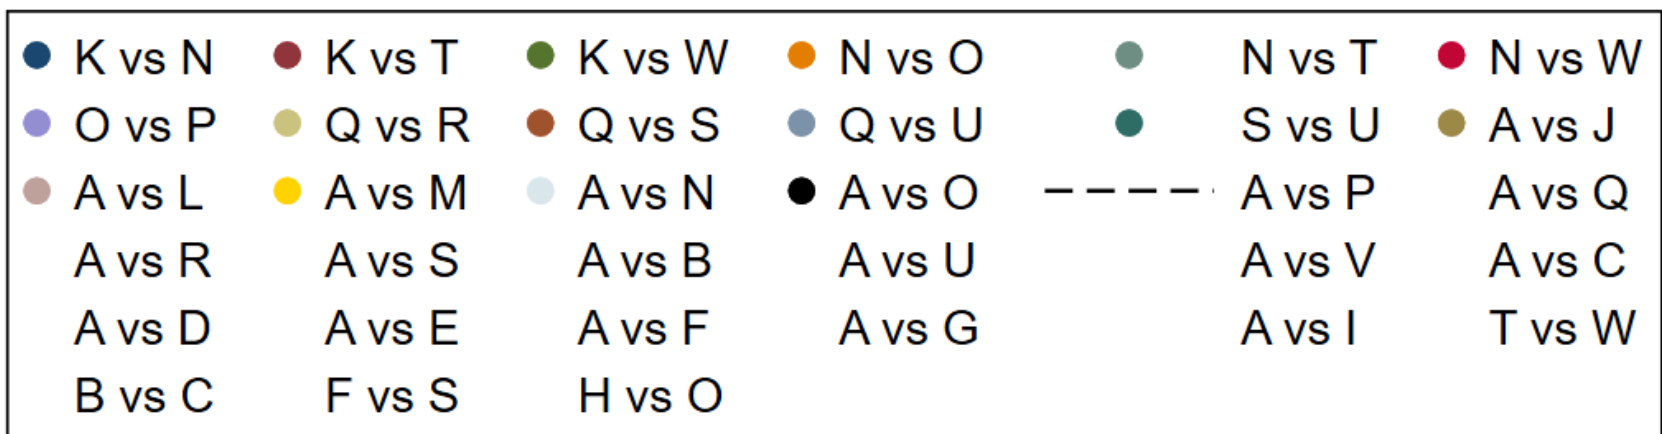 K vs N K vs T K vs W N vs O N vs T N vs W
O vs P Q vs R Q vs S Q vs U S vs U A vs J
A vs L A vs M A vs N A vs O A vs P A vs Q
A vs R A vs S A vs B A vs U A vs V A vs C
A vs D A vs E A vs F A vs G A vs I T vs W
B vs C F vs S H vs O